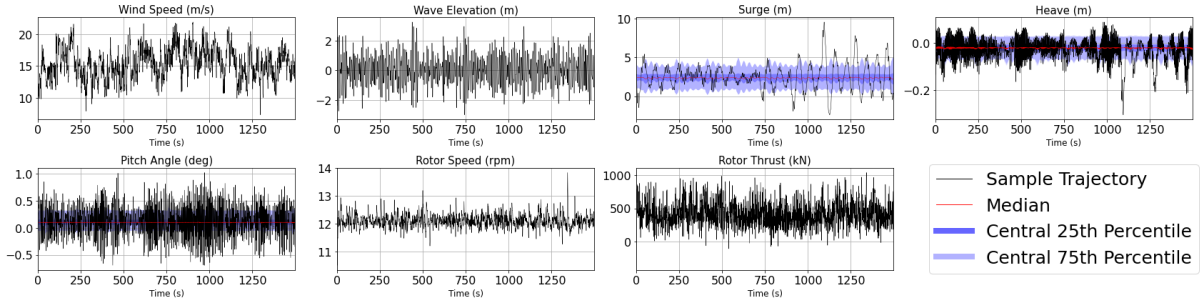 Wind Speed (m/s)
20
15
10
0 250 500 750 1000 1250
Time (s)
Wave Elevation (m)
2
0
−2
0 250 500 750 1000 1250
Time (s)
Surge (m)
10
5
0
0 250 500 750 1000 1250
Time (s)
Heave (m)
0.0
−0.2
0 250 500 750 1000 1250
Time (s)
Pitch Angle (deg)
1.0
0.5
0.0
−0.5
0 250 500 750 1000 1250
Time (s)
Rotor Speed (rpm)
14
13
12
11
0 250 500 750 1000 1250
Time (s)
Rotor Thrust (kN)
1000
500
0
0 250 500 750 1000 1250
Time (s)
Sample Trajectory
Median
Central 25th Percentile
Central 75th Percentile